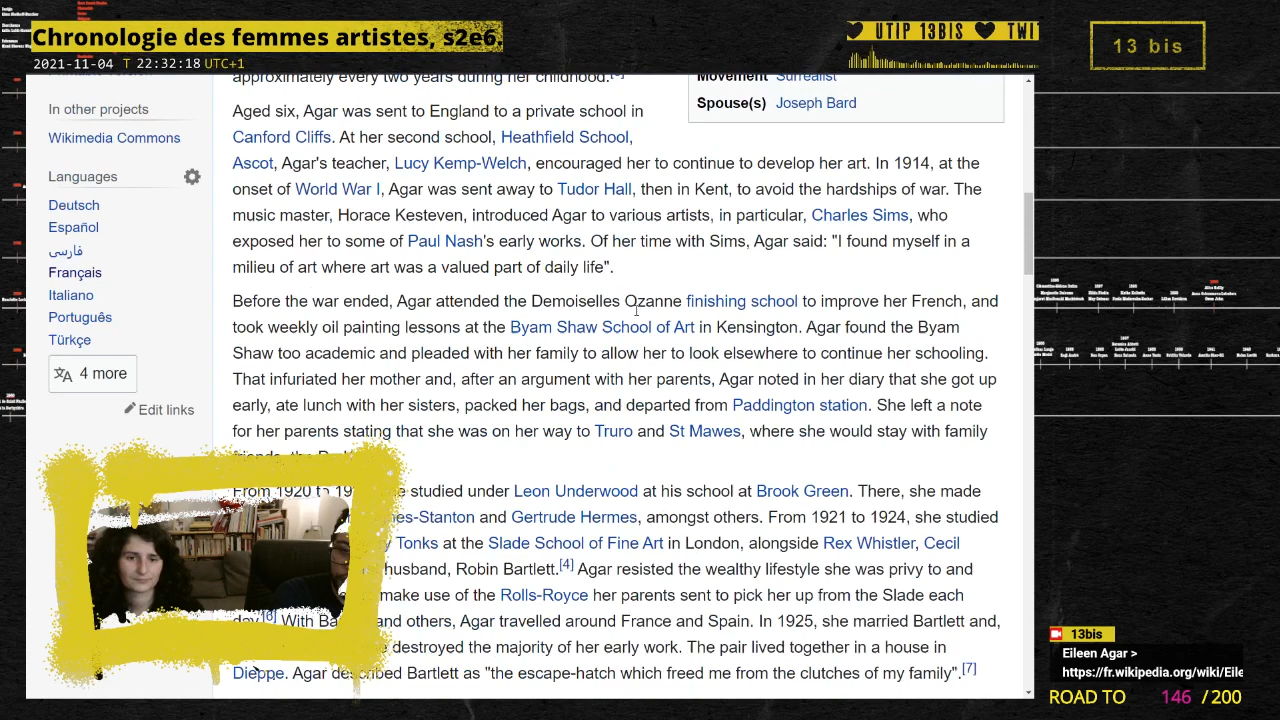 Chronologie des femmes artistes, s2e6
UTIP 13BIS TWI
13 bis
2021-11-04 T 22:32:18 UTC+1
approximately every two years during her childhood.
Movement Surrealist
Spouse(s) Joseph Bard
In other projects
Wikimedia Commons
Languages
Deutsch
Español
فارسی
Français
Italiano
Português
Türkçe
4 more
Edit links
Aged six, Agar was sent to England to a private school in
Canford Cliffs. At her second school, Heathfield School,
Ascot, Agar's teacher, Lucy Kemp-Welch, encouraged her to continue to develop her art. In 1914, at the
onset of World War I, Agar was sent away to Tudor Hall, then in Kent, to avoid the hardships of war. The
music master, Horace Kesteven, introduced Agar to various artists, in particular, Charles Sims, who
exposed her to some of Paul Nash's early works. Of her time with Sims, Agar said: "I found myself in a
milieu of art where art was a valued part of daily life".
Before the war ended, Agar attended the Demoiselles Ozanne finishing school to improve her French, and
took weekly oil painting lessons at the Byam Shaw School of Art in Kensington. Agar found the Byam
Shaw too academic and pleaded with her family to allow her to look elsewhere to continue her schooling.
That infuriated her mother and, after an argument with her parents, Agar noted in her diary that she got up
early, ate lunch with her sisters, packed her bags, and departed from Paddington station. She left a note
for her parents stating that she was on her way to Truro and St Mawes, where she would stay with family
From 1920 studied under Leon Underwood at his school at Brook Green. There, she made
-Stanton and Gertrude Hermes, amongst others. From 1921 to 1924, she studied
Tonks at the Slade School of Fine Art in London, alongside Rex Whistler, Cecil
husband, Robin Bartlett.[4] Agar resisted the wealthy lifestyle she was privy to and
make use of the Rolls-Royce her parents sent to pick her up from the Slade each
day.[6] With and others, Agar travelled around France and Spain. In 1925, she married Bartlett and,
destroyed the majority of her early work. The pair lived together in a house in
Dieppe. Agar described Bartlett as "the escape-hatch which freed me from the clutches of my family".[7]
13bis
Eileen Agar >
https://fr.wikipedia.org/wiki/Eile
ROAD TO 146 / 200